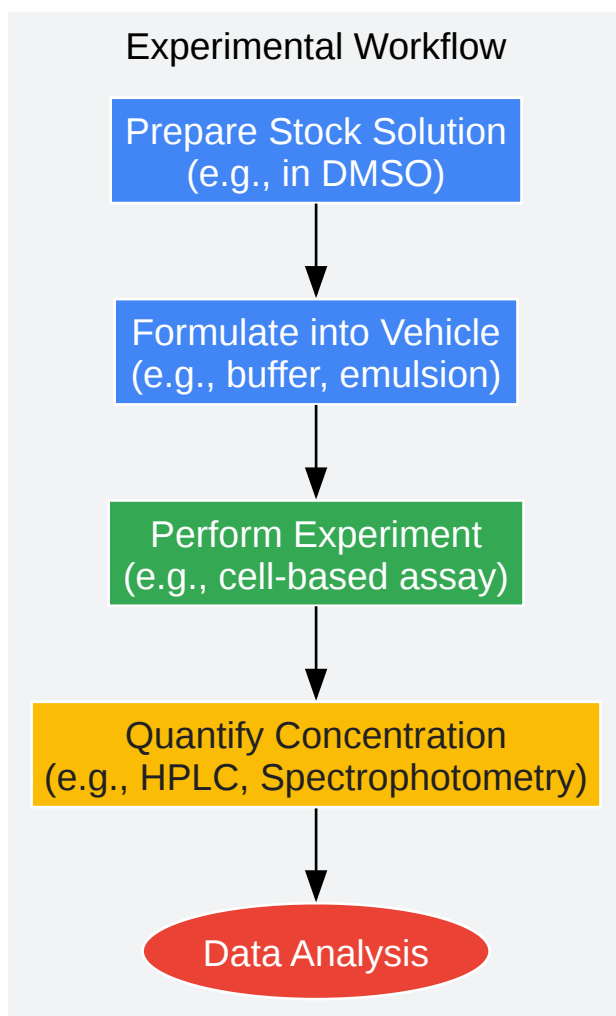 Experimental Workflow
Prepare Stock Solution
(e.g., in DMSO)
Formulate into Vehicle
(e.g., buffer, emulsion)
Perform Experiment
(e.g., cell-based assay)
Quantify Concentration
(e.g., HPLC, Spectrophotometry)
Data Analysis